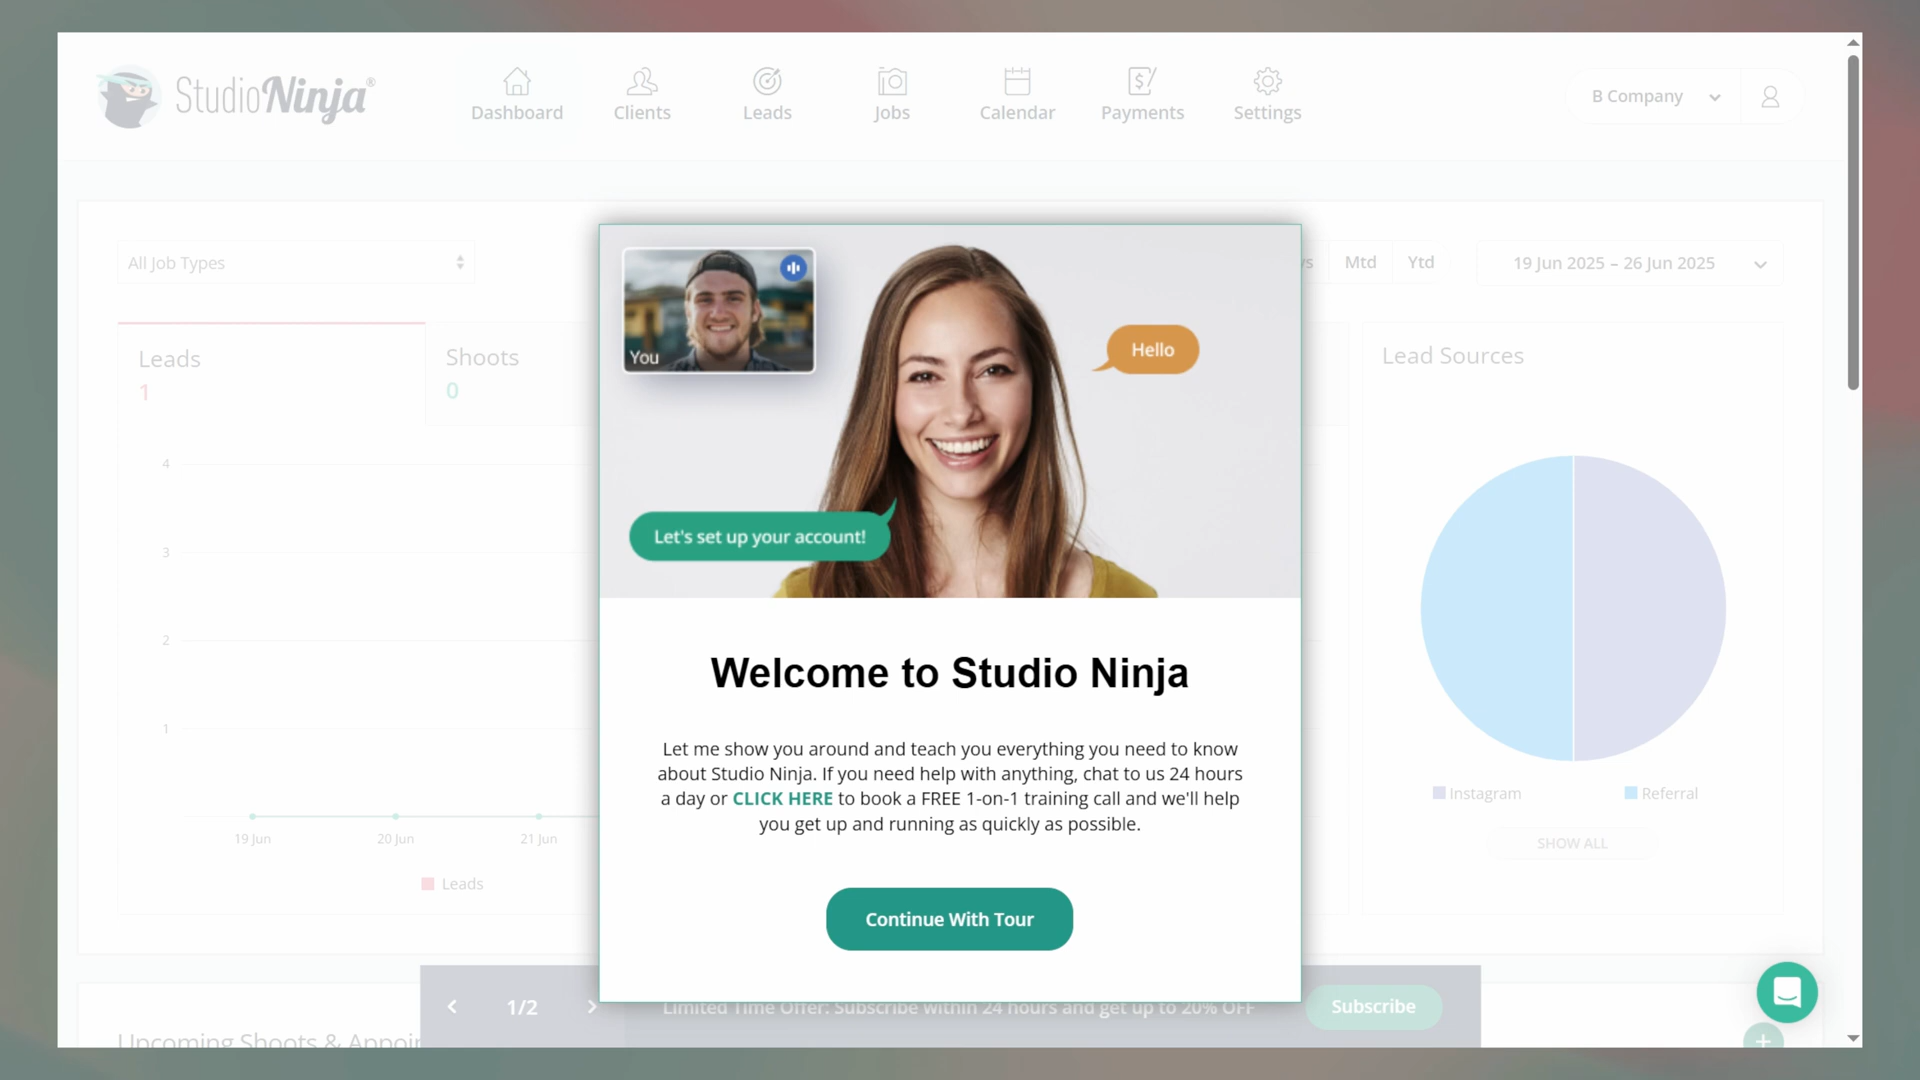 StudioNinja®
Dashboard
Clients
Leads
Jobs
Calendar
Payments
Settings
B Company
All Job Types
Mtd
Ytd
19 Jun 2025 – 26 Jun 2025
Leads
1
Shoots
0
Lead Sources
You
Hello
Let's set up your account!
4
3
2
1
19 Jun
20 Jun
21 Jun
Leads
Instagram
Referral
SHOW ALL
Welcome to Studio Ninja
Let me show you around and teach you everything you need to know
about Studio Ninja. If you need help with anything, chat to us 24 hours
a day or CLICK HERE to book a FREE 1-on-1 training call and we'll help
you get up and running as quickly as possible.
Continue With Tour
1/2
Limited Time Offer: Subscribe within 24 hours and get up to 20% OFF
Subscribe
Upcoming Shoots &